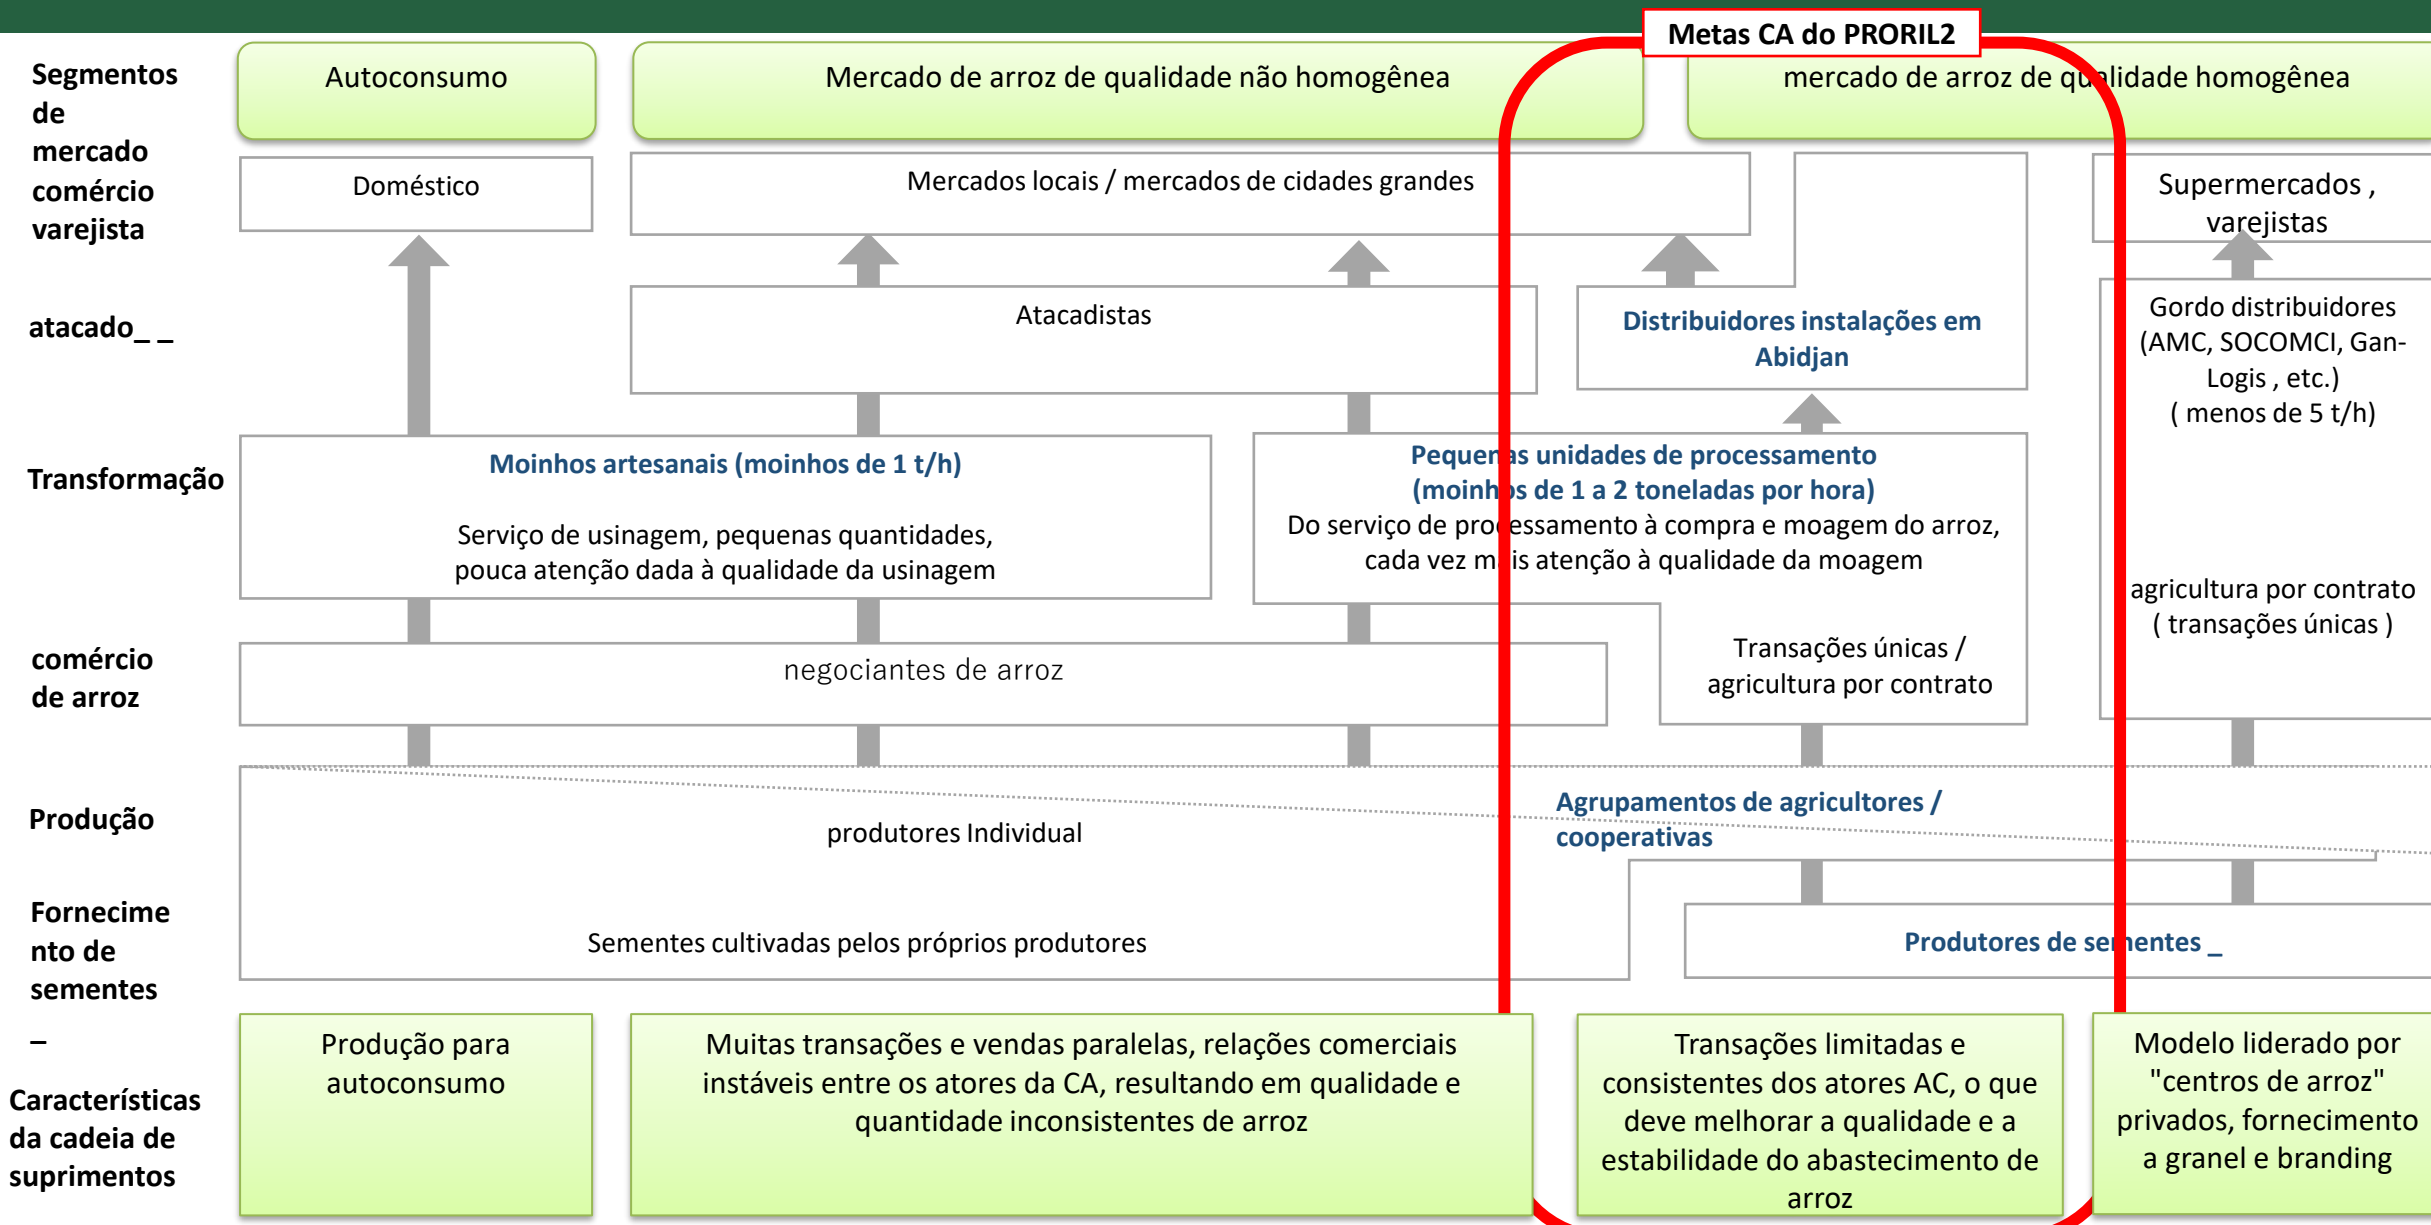 Metas CA do PRORIL2
Segmentos
de
mercado
comércio
varejista
Autoconsumo
Mercado de arroz de qualidade não homogênea
mercado de arroz de qualidade homogênea
Doméstico
Mercados locais / mercados de cidades grandes
Supermercados ,
varejistas
atacado_ _
Atacadistas
Distribuidores instalações em
Abidjan
Gordo distribuidores
(AMC, SOCOMCI, Gan-
Logis , etc.)
( menos de 5 t/h)
agricultura por contrato
( transações únicas )
Transformação
Moinhos artesanais (moinhos de 1 t/h)
Serviço de usinagem, pequenas quantidades,
pouca atenção dada à qualidade da usinagem
Pequenas unidades de processamento
(moinhos de 1 a 2 toneladas por hora)
Do serviço de processamento à compra e moagem do arroz,
cada vez mais atenção à qualidade da moagem
Transações únicas /
agricultura por contrato
comércio
de arroz
negociantes de arroz
Produção
produtores Individual
Agrupamentos de agricultores /
cooperativas
Fornecime
nto de
sementes
_
Sementes cultivadas pelos próprios produtores
Produtores de sementes _
Características
da cadeia de
suprimentos
Produção para
autoconsumo
Muitas transações e vendas paralelas, relações comerciais
instáveis entre os atores da CA, resultando em qualidade e
quantidade inconsistentes de arroz
Transações limitadas e
consistentes dos atores AC, o que
deve melhorar a qualidade e a
estabilidade do abastecimento de
arroz
Modelo liderado por
"centros de arroz"
privados, fornecimento
a granel e branding